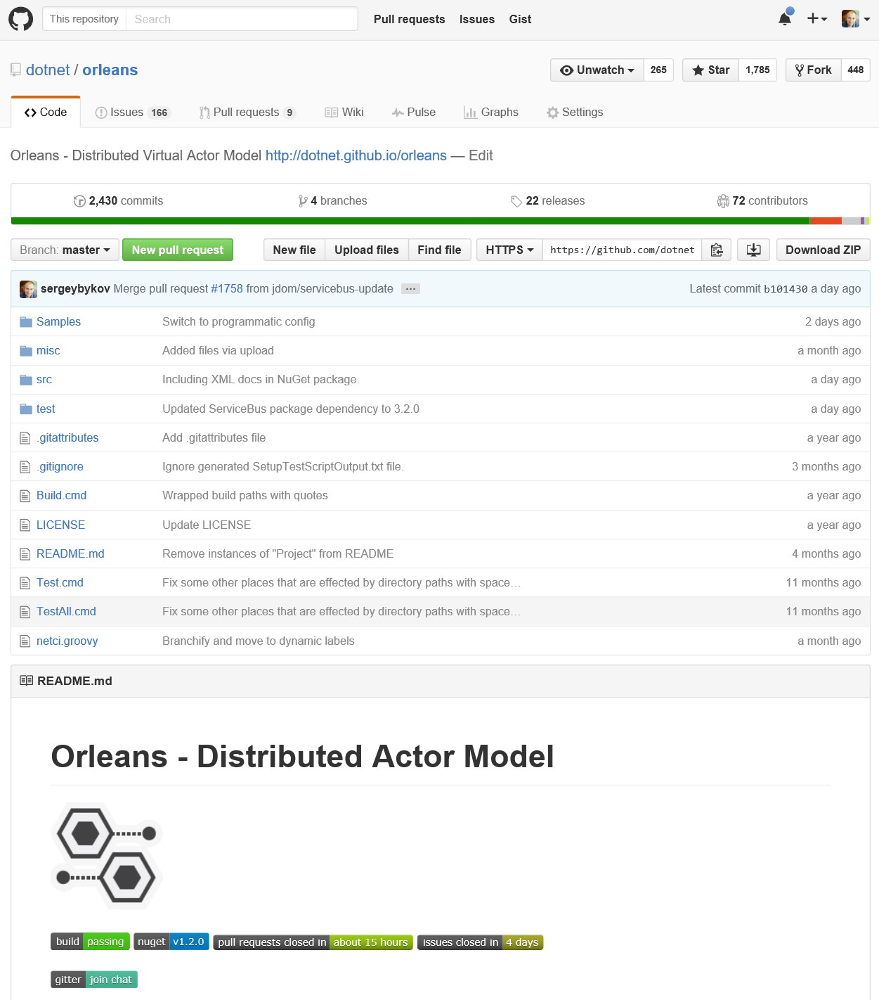 This repository Search Pull requests Issues Gist
dotnet / orleans Unwatch 265 Star 1,785 Fork 448
Code Issues 166 Pull requests 9 Wiki Pulse Graphs Settings
Orleans - Distributed Virtual Actor Model http://dotnet.github.io/orleans — Edit
2,430 commits 4 branches 22 releases 72 contributors
Branch: master New pull request New file Upload files Find file HTTPS https://github.com/dotnet Download ZIP
sergeybykov Merge pull request #1758 from jdom/servicebus-update ... Latest commit b101430 a day ago
Samples Switch to programmatic config 2 days ago
misc Added files via upload a month ago
src Including XML docs in NuGet package. a day ago
test Updated ServiceBus package dependency to 3.2.0 a day ago
.gitattributes Add .gitattributes file a year ago
.gitignore Ignore generated SetupTestScriptOutput.txt file. 3 months ago
Build.cmd Wrapped build paths with quotes a year ago
LICENSE Update LICENSE a year ago
README.md Remove instances of "Project" from README 4 months ago
Test.cmd Fix some other places that are effected by directory paths with space… 11 months ago
TestAll.cmd Fix some other places that are effected by directory paths with space… 11 months ago
netci.groovy Branchify and move to dynamic labels a month ago
README.md
Orleans - Distributed Actor Model
build passing nuget v1.2.0 pull requests closed in about 15 hours issues closed in 4 days
gitter join chat